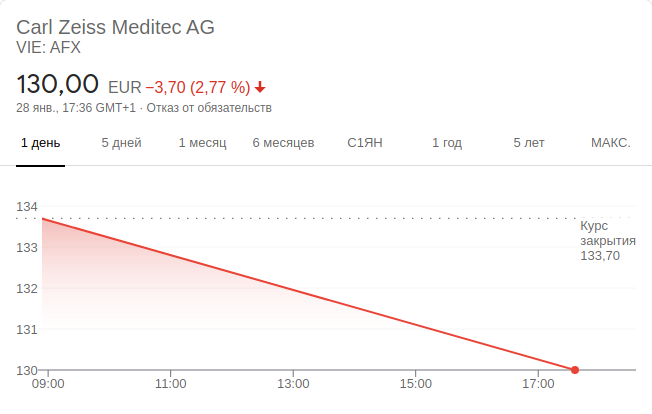 Carl Zeiss Meditec AG
VIE: AFX
130,00 EUR −3,70 (2,77 %)
28 янв., 17:36 GMT+1 · Отказ от обязательств
1 день 5 дней 1 месяц 6 месяцев С1ЯН 1 год 5 лет МАКС.
134
Курс
закрытия
133,70
133
132
131
130
09:00 11:00 13:00 15:00 17:00